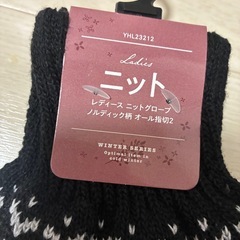 YHL23212
Ladies
ニット
レディース ニットグローブ
ノルディック柄 オール指切2
WINTER SERIES
Optimal item in
cold winter